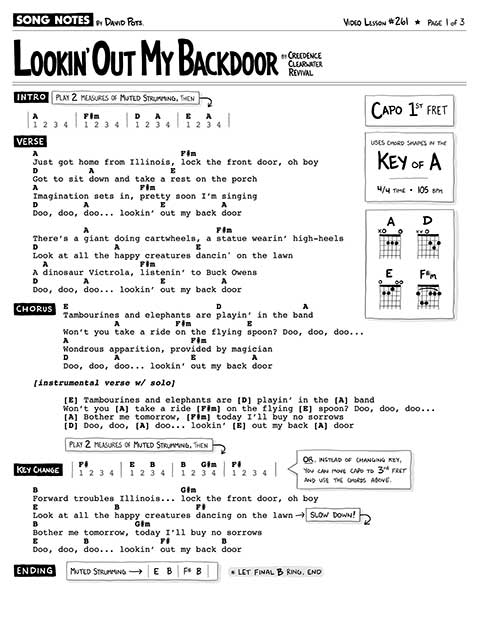 SONG NOTES BY DAVID POTS. VIDEO LESSON #261 ★ PAGE 1 of 3
LOOKIN' OUT MY BACKDOOR BY CREEDENCE CLEARWATER REVIVAL
INTRO PLAY 2 MEASURES OF MUTED STRUMMING, THEN
| A | F#m | D A | E A |
| 1 2 3 4 | 1 2 3 4 | 1 2 3 4 | 1 2 3 4 |
CAPO 1ST FRET
VERSE
A F#m
Just got home from Illinois, lock the front door, oh boy
D A E
Got to sit down and take a rest on the porch
A F#m
Imagination sets in, pretty soon I'm singing
D A E A
Doo, doo, doo... lookin' out my back door
USES CHORD SHAPES IN THE
KEY OF A
4/4 TIME • 105 BPM
A F#m
There's a giant doing cartwheels, a statue wearin' high-heels
D A E
Look at all the happy creatures dancin' on the lawn
A F#m
A dinosaur Victrola, listenin' to Buck Owens
D A E A
Doo, doo, doo... lookin' out my back door
A D
E F#m
CHORUS
E D A
Tambourines and elephants are playin' in the band
A F#m E
Won't you take a ride on the flying spoon? Doo, doo, doo...
A F#m
Wondrous apparition, provided by magician
D A E A
Doo, doo, doo... lookin' out my back door
[instrumental verse w/ solo]
[E] Tambourines and elephants are [D] playin' in the [A] band
Won't you [A] take a ride [F#m] on the flying [E] spoon? Doo, doo, doo...
[A] Bother me tomorrow, [F#m] today I'll buy no sorrows
[D] Doo, doo, [A] doo... lookin' [E] out my back [A] door
PLAY 2 MEASURES OF MUTED STRUMMING, THEN
KEY CHANGE
| F# | E B | B G#m | F# |
| 1 2 3 4 | 1 2 3 4 | 1 2 3 4 | 1 2 3 4 |
OR, INSTEAD OF CHANGING KEY,
YOU CAN MOVE CAPO TO 3RD FRET
AND USE THE CHORDS ABOVE.
B G#m
Forward troubles Illinois... lock the front door, oh boy
E B F#
Look at all the happy creatures dancing on the lawn → SLOW DOWN!
B G#m
Bother me tomorrow, today I'll buy no sorrows
E B F# B
Doo, doo, doo... lookin' out my back door
ENDING MUTED STRUMMING → | E B | F# B | * LET FINAL B RING, END